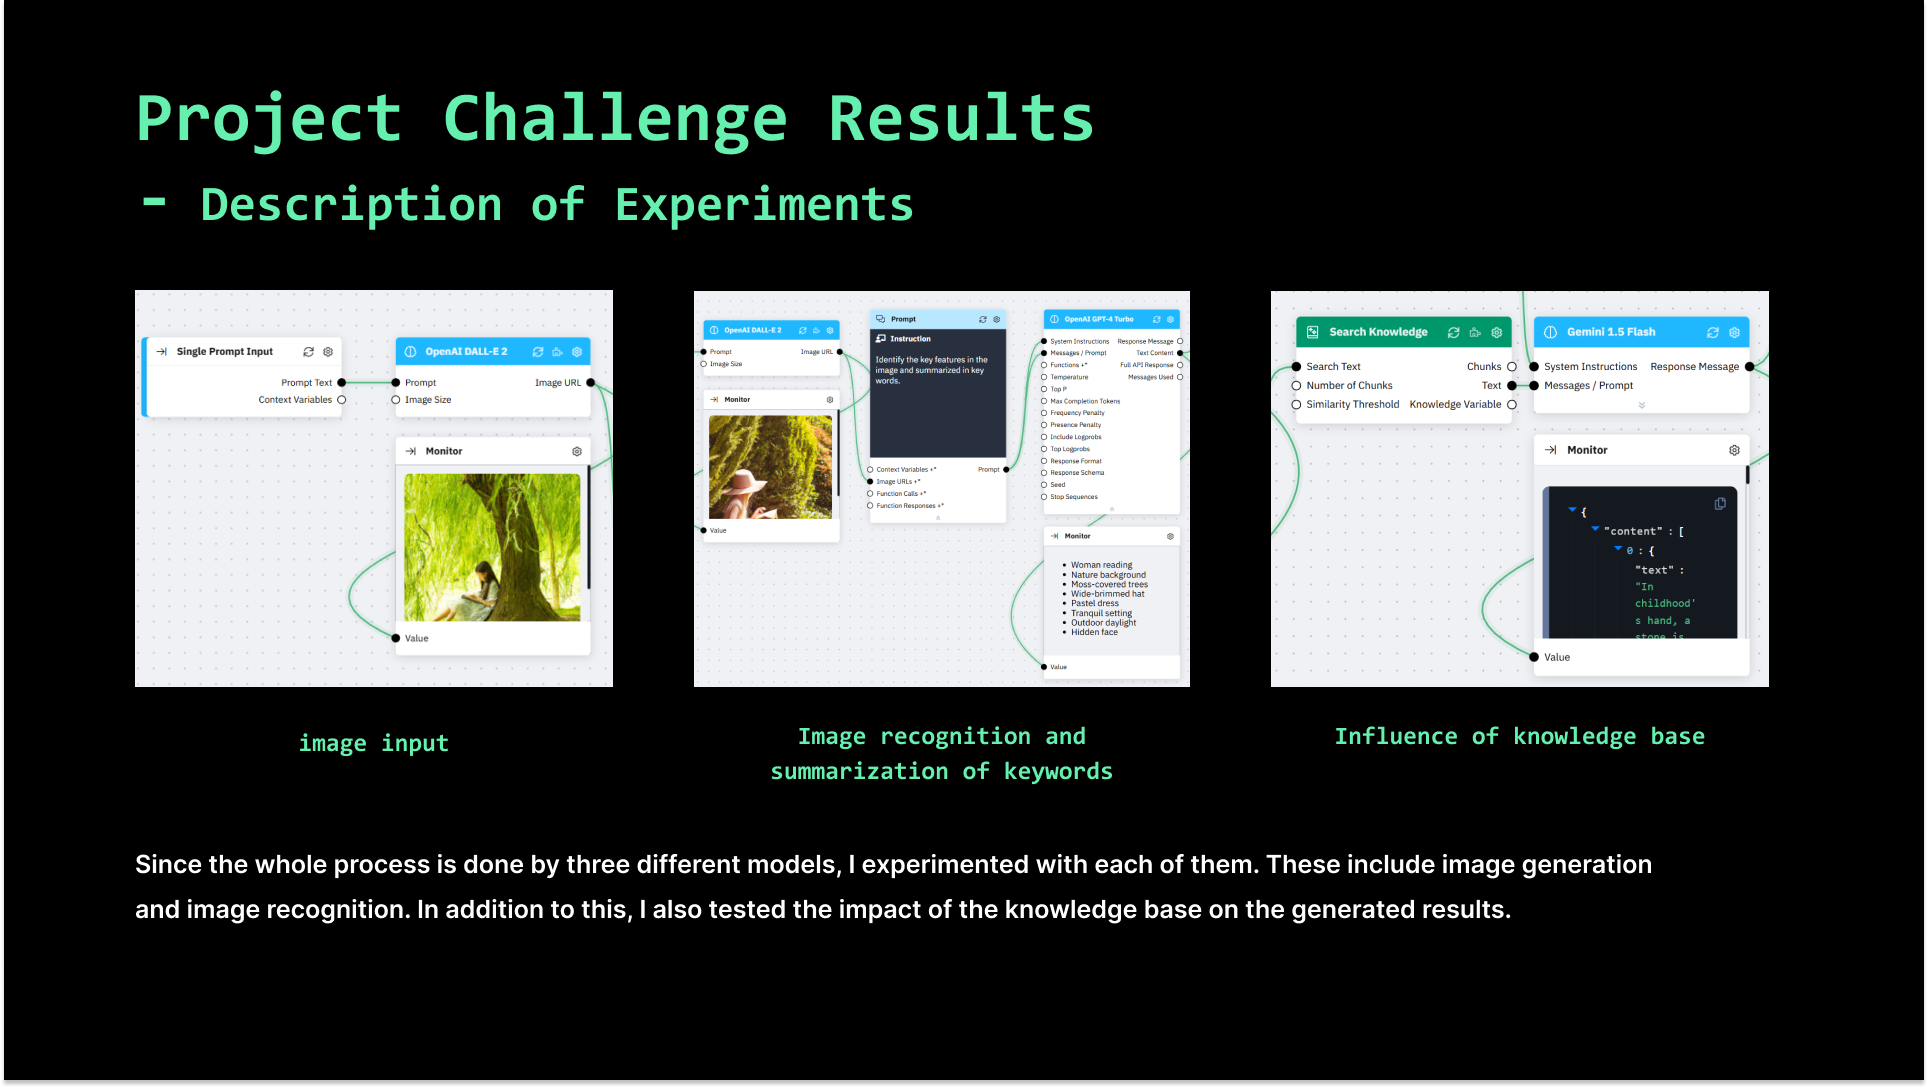 Project Challenge Results
- Description of Experiments
Single Prompt Input
Prompt Text
Context Variables
OpenAI DALL-E 2
Prompt
Image URL
Image Size
Monitor
Value
OpenAI DALL-E 2
Prompt
Image URL
Image Size
Monitor
Value
Prompt
Instruction
Identify the key features in the
image and summarized in key
words.
Context Variables +*
Prompt
Image URLs +*
Function Calls +*
Function Responses +*
OpenAI GPT-4 Turbo
System Instructions
Response Message
Messages / Prompt
Text Content
Functions +*
Full API Response
Temperature
Messages Used
Top P
Max Completion Tokens
Frequency Penalty
Presence Penalty
Include Logprobs
Top Logprobs
Response Format
Response Schema
Seed
Stop Sequences
Monitor
• Woman reading
• Nature background
• Moss-covered trees
• Wide-brimmed hat
• Pastel dress
• Tranquil setting
• Outdoor daylight
• Hidden face
Value
Search Knowledge
Search Text
Chunks
Number of Chunks
Text
Similarity Threshold
Knowledge Variable
Gemini 1.5 Flash
System Instructions
Response Message
Messages / Prompt
Monitor
{
"content" : [
0 : {
"text" :
"In
childhood'
s hand, a
stone is
Value
image input
Image recognition and
summarization of keywords
Influence of knowledge base
Since the whole process is done by three different models, I experimented with each of them. These include image generation
and image recognition. In addition to this, I also tested the impact of the knowledge base on the generated results.